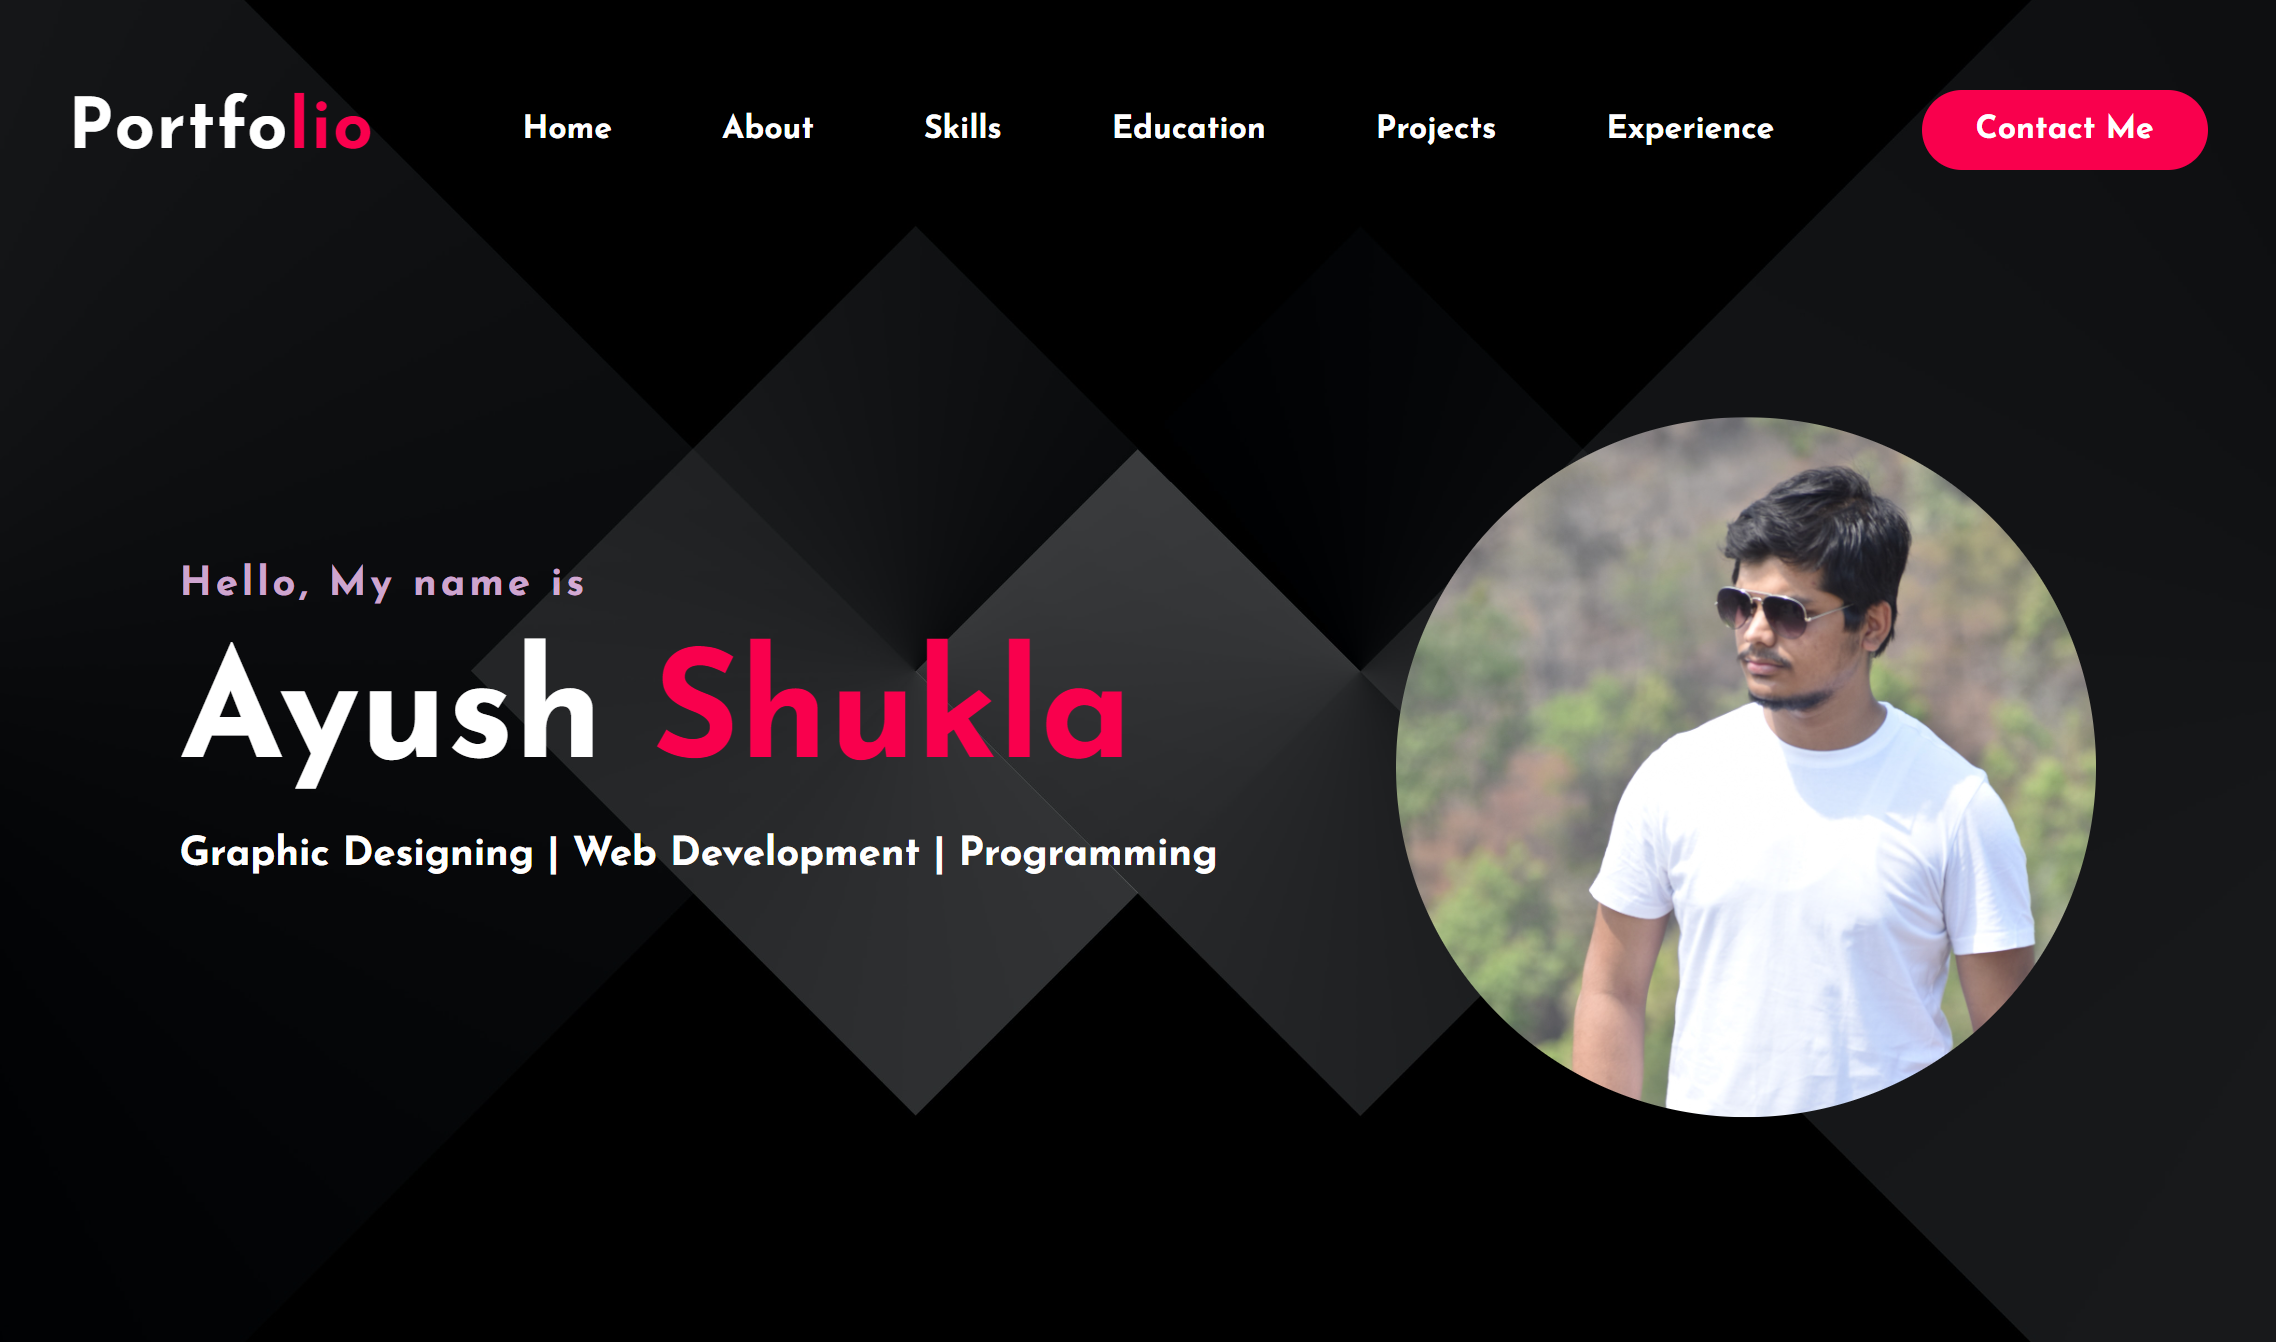 Portfolio Home About Skills Education Projects Experience Contact Me
Hello, My name is
Ayush Shukla
Graphic Designing | Web Development | Programming